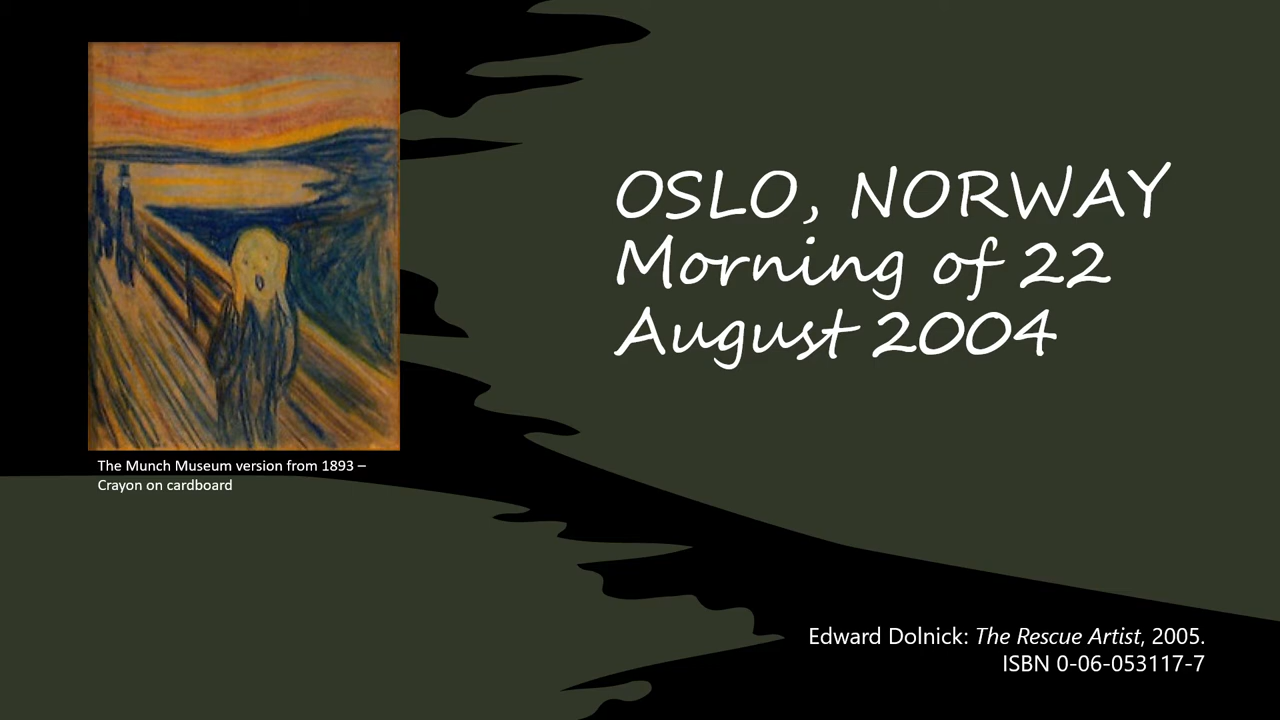 OSLO, NORWAY
Morning of 22
August 2004
The Munch Museum version from 1893 –
Crayon on cardboard
Edward Dolnick: The Rescue Artist, 2005.
ISBN 0-06-053117-7